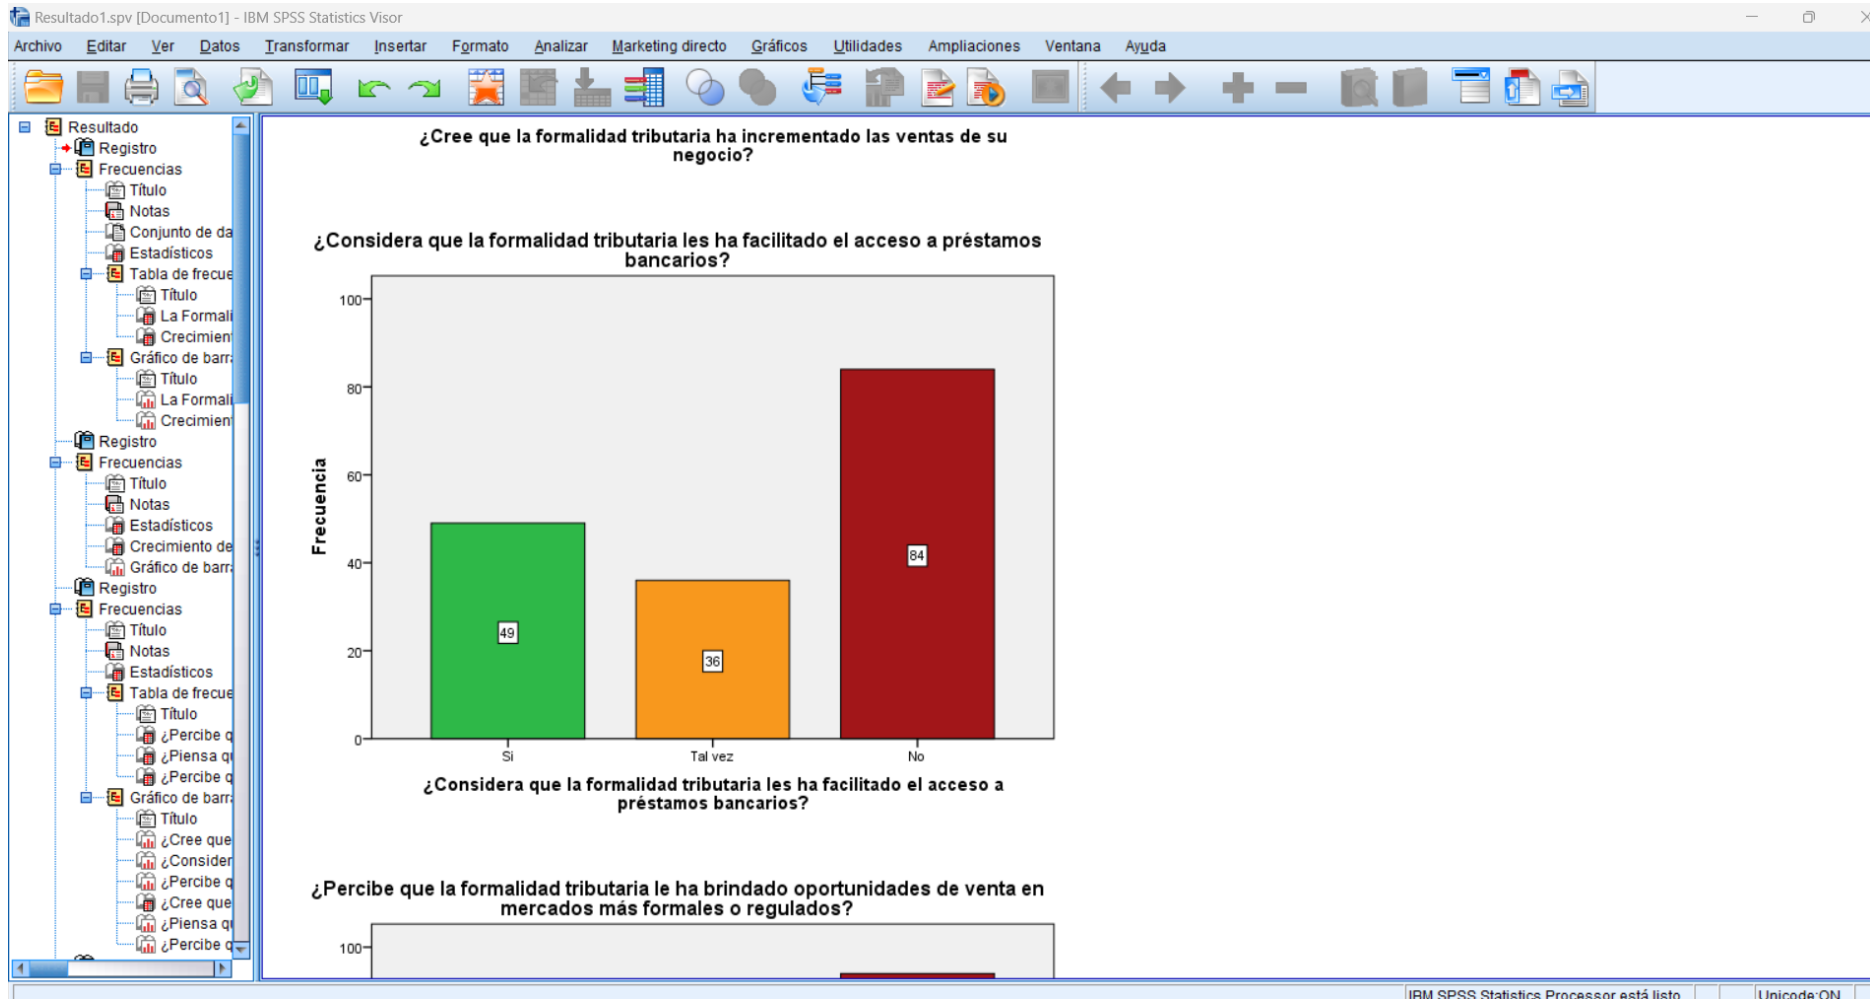 Resultado1.spv [Documento1] - IBM SPSS Statistics Visor
Archivo Editar Ver Datos Transformar Insertar Formato Analizar Marketing directo Gráficos Utilidades Ampliaciones Ventana Ayuda
Resultado
Registro
Frecuencias
Título
Notas
Conjunto de da
Estadísticos
Tabla de frecue
Título
La Formali
Crecimien
Gráfico de barr
Título
La Formali
Crecimien
Registro
Frecuencias
Título
Notas
Estadísticos
Crecimiento de
Gráfico de barr
Registro
Frecuencias
Título
Notas
Estadísticos
Tabla de frecue
Título
¿Percibe q
¿Piensa q
¿Percibe q
Gráfico de barr
Título
¿Cree que
¿Consider
¿Percibe q
¿Cree que
¿Piensa q
¿Percibe q
¿Cree que la formalidad tributaria ha incrementado las ventas de su
negocio?
¿Considera que la formalidad tributaria les ha facilitado el acceso a préstamos
bancarios?
Frecuencia
100
80
60
40
20
0
49
36
84
Si Tal vez No
¿Considera que la formalidad tributaria les ha facilitado el acceso a
préstamos bancarios?
¿Percibe que la formalidad tributaria le ha brindado oportunidades de venta en
mercados más formales o regulados?
100
IBM SPSS Statistics Processor está listo Unicode:ON